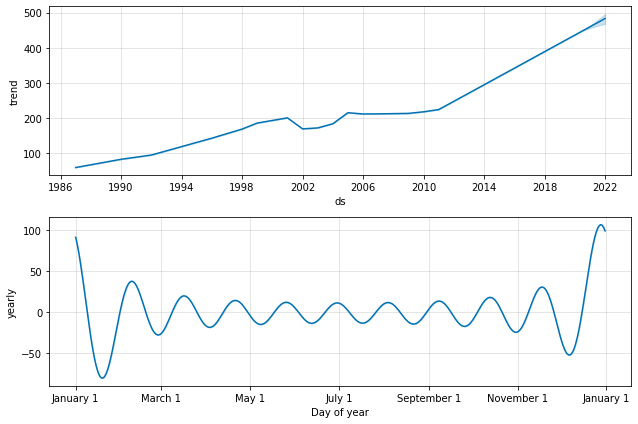 500
400
300
200
100
trend
1986 1990 1994 1998 2002 2006 2010 2014 2018 2022
ds
100
50
0
−50
yearly
January 1 March 1 May 1 July 1 September 1 November 1 January 1
Day of year